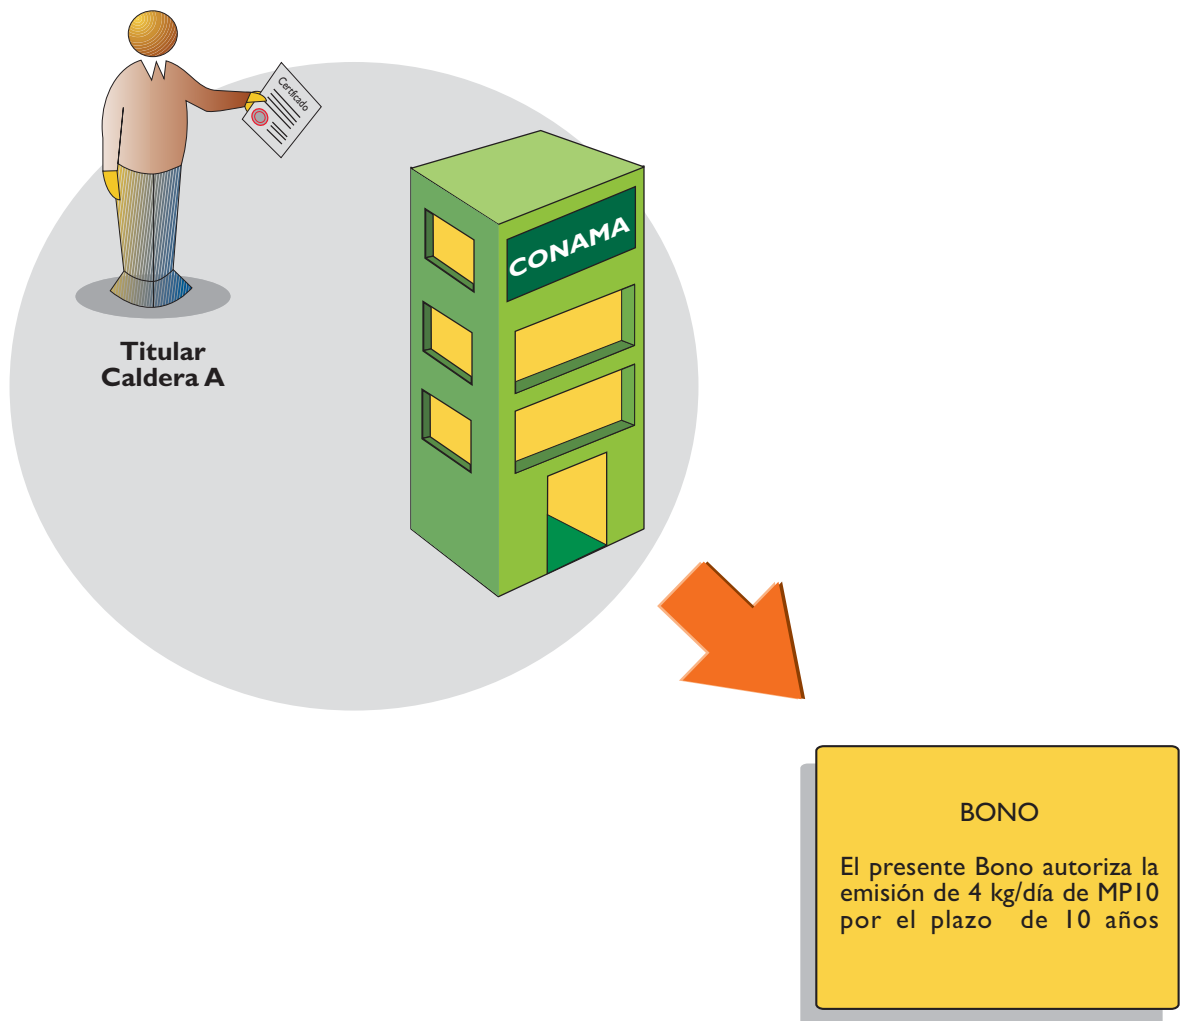 Certficado
CONAMA
Titular
Caldera A
BONO
El presente Bono autoriza la
emisión de 4 kg/día de MP10
por el plazo de 10 años